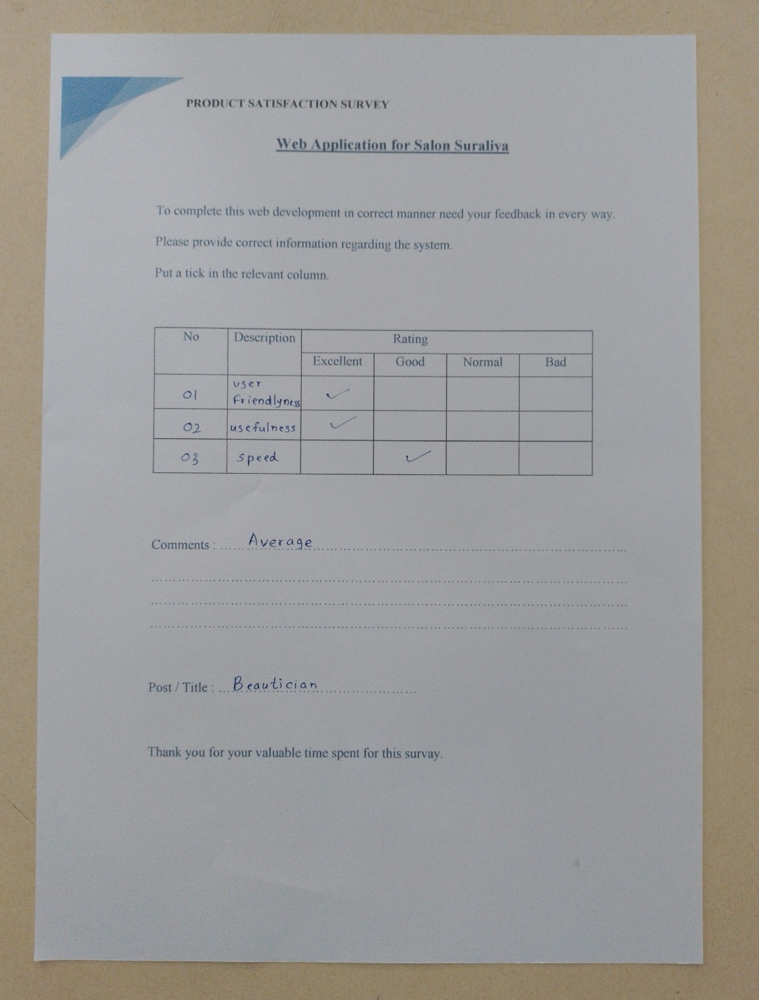 PRODUCT SATISFACTION SURVEY
Web Application for Salon Suraliya
To complete this web development in correct manner need your feedback in every way.
Please provide correct information regarding the system.
Put a tick in the relevant column.
No Description Rating
Excellent Good Normal Bad
01 user friendlyness ✓
02 usefulness ✓
03 speed ✓
Comments : Average
Post / Title : Beautician
Thank you for your valuable time spent for this survay.